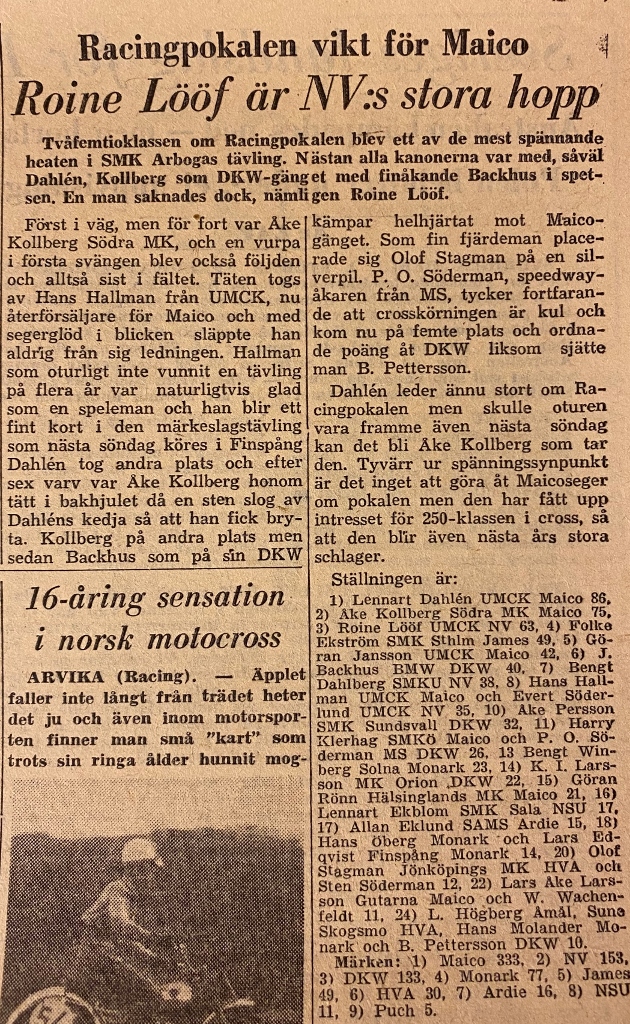 Racingpokalen vikt för Maico
Roine Lööf är NV:s stora hopp
Tvåfemtioklassen om Racingpokalen blev ett av de mest spännande
heaten i SMK Arbogas tävling. Nästan alla kanonerna var med, såväl
Dahlén, Kollberg som DKW-gänget med finåkande Backhus i spet-
sen. En man saknades dock, nämligen Roine Lööf.
Först i väg, men för fort var Åke
Kollberg Södra MK, och en vurpa
i första svängen blev också följden
och alltså sist i fältet. Täten togs
av Hans Hallman från UMCK, nu
återförsäljare för Maico och med
segerglöd i blicken släppte han
aldrig från sig ledningen. Hallman
som oturligt inte vunnit en tävling
på flera år var naturligtvis glad
som en speleman och han blir ett
fint kort i den märkeslagstävling
som nästa söndag köres i Finspång
Dahlén tog andra plats och efter
sex varv var Åke Kollberg honom
tätt i bakhjulet då en sten slog av
Dahléns kedja så att han fick bry-
ta. Kollberg på andra plats men
sedan Backhus som på sin DKW
kämpar helhjärtat mot Maico-
gänget. Som fin fjärdeman place-
rade sig Olof Stagman på en sil-
verpil. P. O. Söderman, speedway-
åkaren från MS, tycker fortfaran-
de att crosskörningen är kul och
kom nu på femte plats och ordna-
de poäng åt DKW liksom sjätte
man B. Pettersson.
Dahlén leder ännu stort om Ra-
cingpokalen men skulle oturen
vara framme även nästa söndag
kan det bli Åke Kollberg som tar
den. Tyvärr ur spänningssynpunkt
är det inget att göra åt Maicoseger
om pokalen men den har fått upp
intresset för 250-klassen i cross, så
att den blir även nästa års stora
schlager.
Ställningen är:
1) Lennart Dahlén UMCK Maico 86,
2) Åke Kollberg Södra MK Maico 75,
3) Roine Lööf UMCK NV 63, 4) Folke
Ekström SMK Sthlm James 49, 5) Gö-
ran Jansson UMCK Maico 42, 6) J.
Backhus BMW DKW 40, 7) Bengt
Dahlberg SMKU NV 38, 8) Hans Hall-
man UMCK Maico och Evert Söder-
lund UMCK NV 35, 10) Åke Persson
SMK Sundsvall DKW 32, 11) Harry
Klerhag SMKÖ Maico och P. O. Sö-
derman MS DKW 26, 13 Bengt Win-
berg Solna Monark 23, 14) K. I. Lars-
son MK Orion DKW 22, 15) Göran
Rönn Hälsinglands MK Maico 21, 16)
Lennart Ekblom SMK Sala NSU 17,
17) Allan Eklund SAMS Ardie 15, 18)
Hans Öberg Monark och Lars Ed-
qvist Finspång Monark 14, 20) Olof
Stagman Jönköpings MK HVA och
Sten Söderman 12, 22) Lars Åke Lars-
son Gutarna Maico och W. Wachen-
feldt 11, 24) L. Högberg Åmål, Sune
Skogsmo HVA, Hans Molander Mo-
nark och B. Pettersson DKW 10.
Märken: 1) Maico 333, 2) NV 153,
3) DKW 133, 4) Monark 77, 5) James
49, 6) HVA 30, 7) Ardie 16, 8) NSU
11, 9) Puch 5.
16-åring sensation
i norsk motocross
ARVIKA (Racing). — Äpplet
faller inte långt från trädet heter
det ju och även inom motorspor-
ten finner man små "kart" som
trots sin ringa ålder hunnit mog-